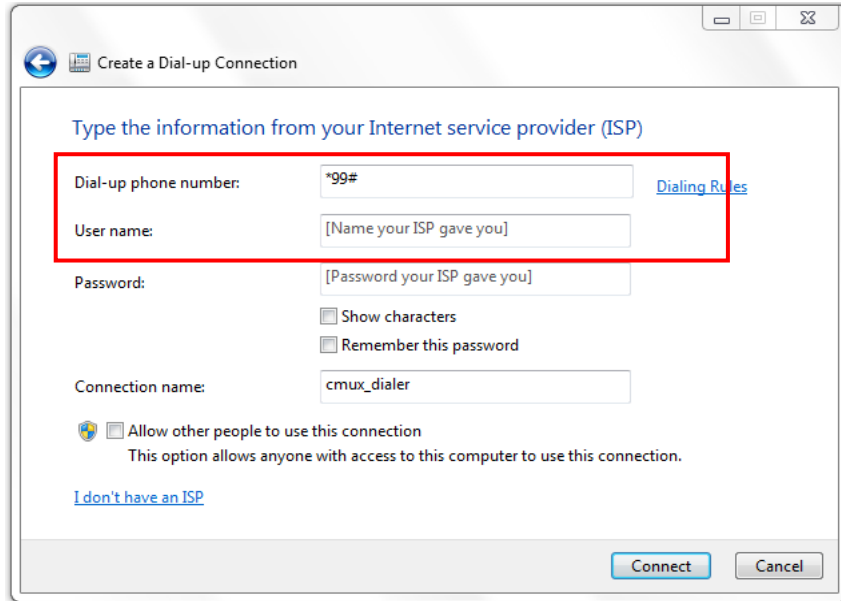 Create a Dial-up Connection
Type the information from your Internet service provider (ISP)
Dial-up phone number: *99# Dialing Rules
User name: [Name your ISP gave you]
Password: [Password your ISP gave you]
Show characters
Remember this password
Connection name: cmux_dialer
Allow other people to use this connection
This option allows anyone with access to this computer to use this connection.
I don't have an ISP
Connect Cancel